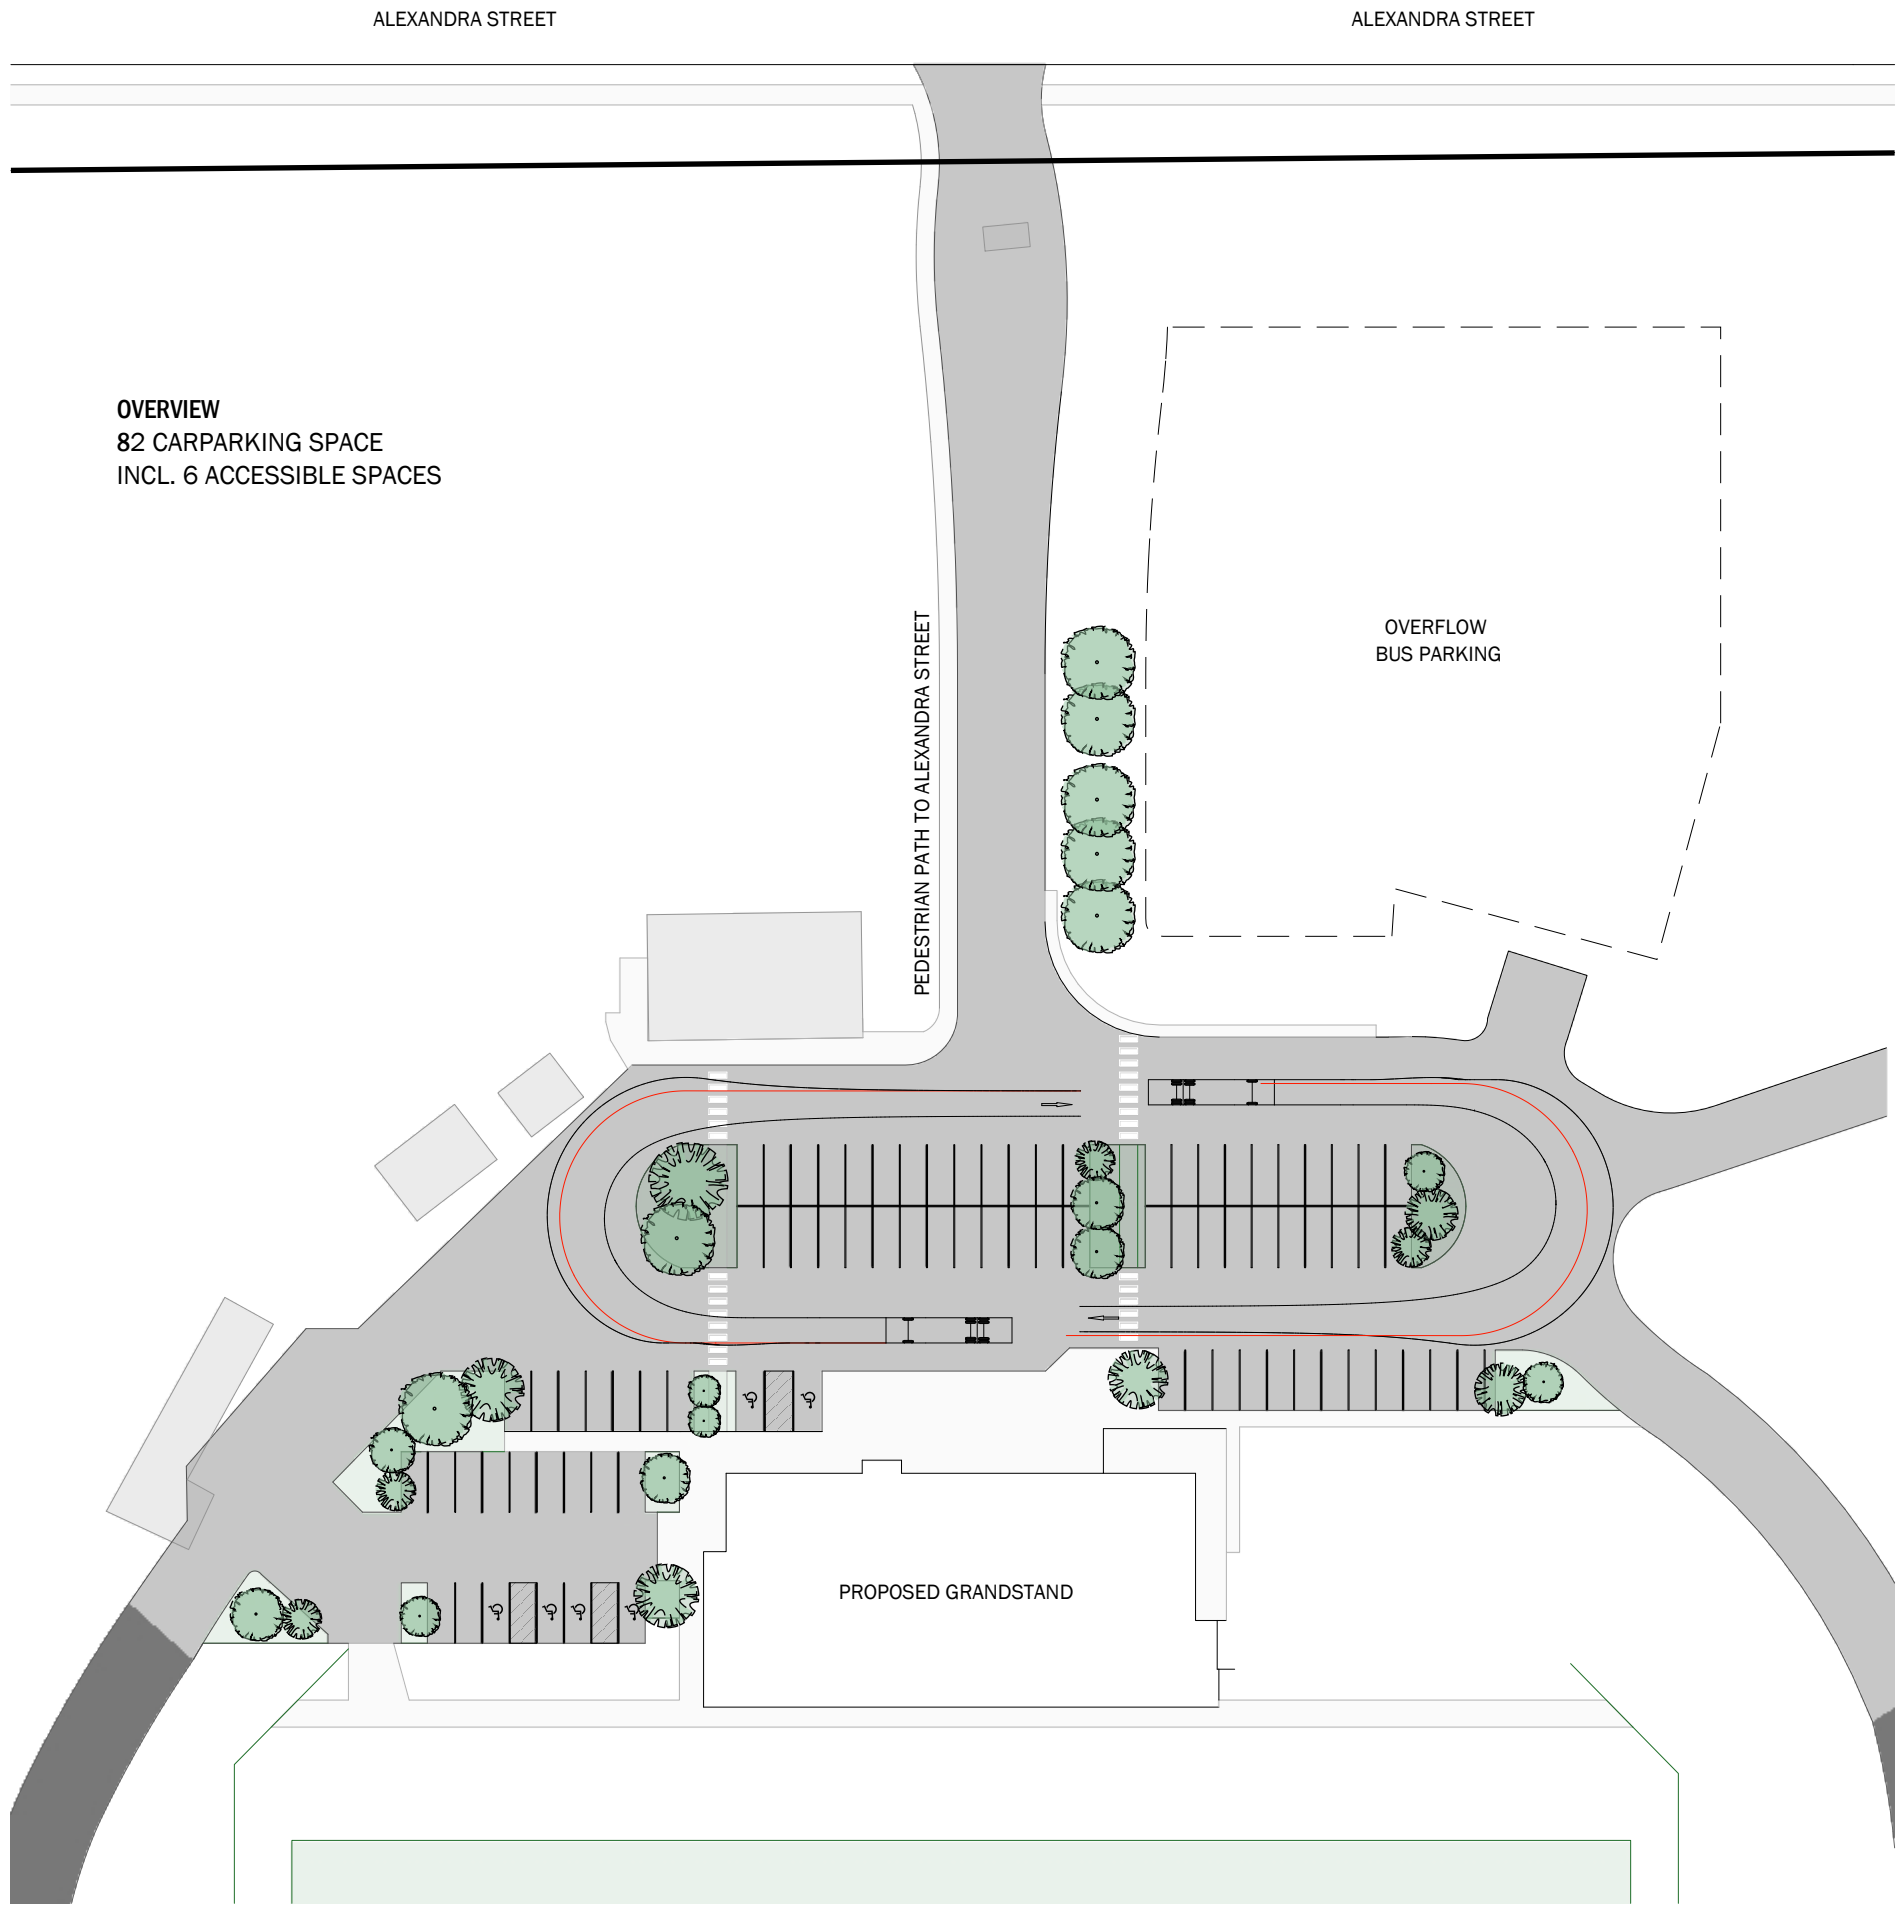 ALEXANDRA STREET
ALEXANDRA STREET
OVERVIEW
82 CARPARKING SPACE
INCL. 6 ACCESSIBLE SPACES
OVERFLOW
BUS PARKING
PEDESTRIAN PATH TO ALEXANDRA STREET
PROPOSED GRANDSTAND